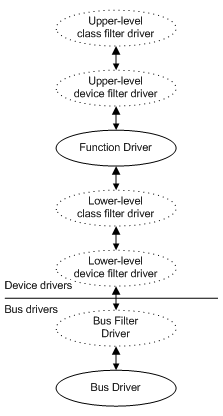 Upper-level
class filter driver
Upper-level
device filter driver
Function Driver
Lower-level
class filter driver
Lower-level
device filter driver
Device drivers
Bus drivers
Bus Filter
Driver
Bus Driver